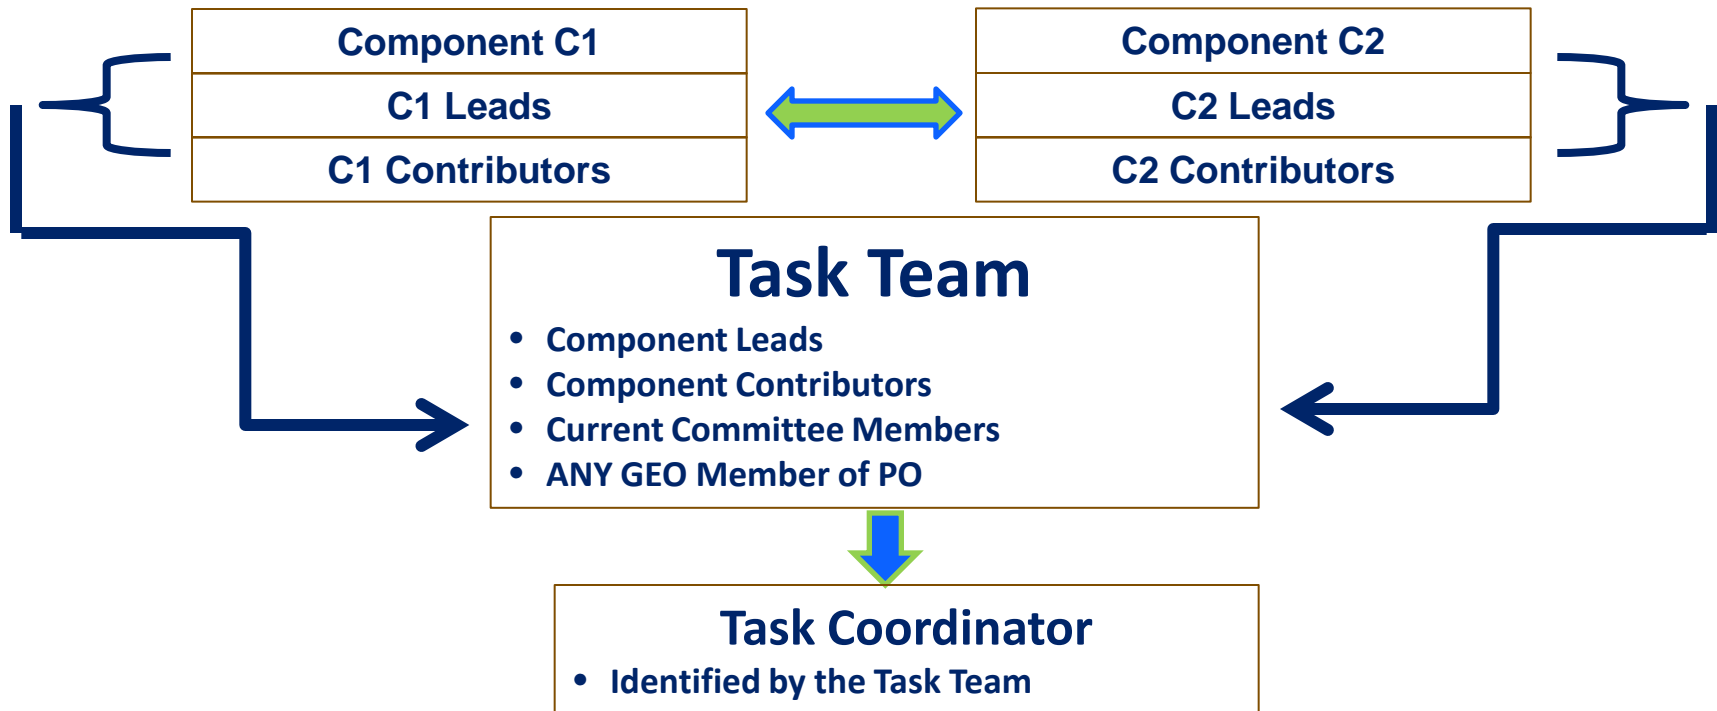 Component C1
C1 Leads
C1 Contributors
Component C2
C2 Leads
C2 Contributors
Task Team
• Component Leads
• Component Contributors
• Current Committee Members
• ANY GEO Member of PO
Task Coordinator
• Identified by the Task Team